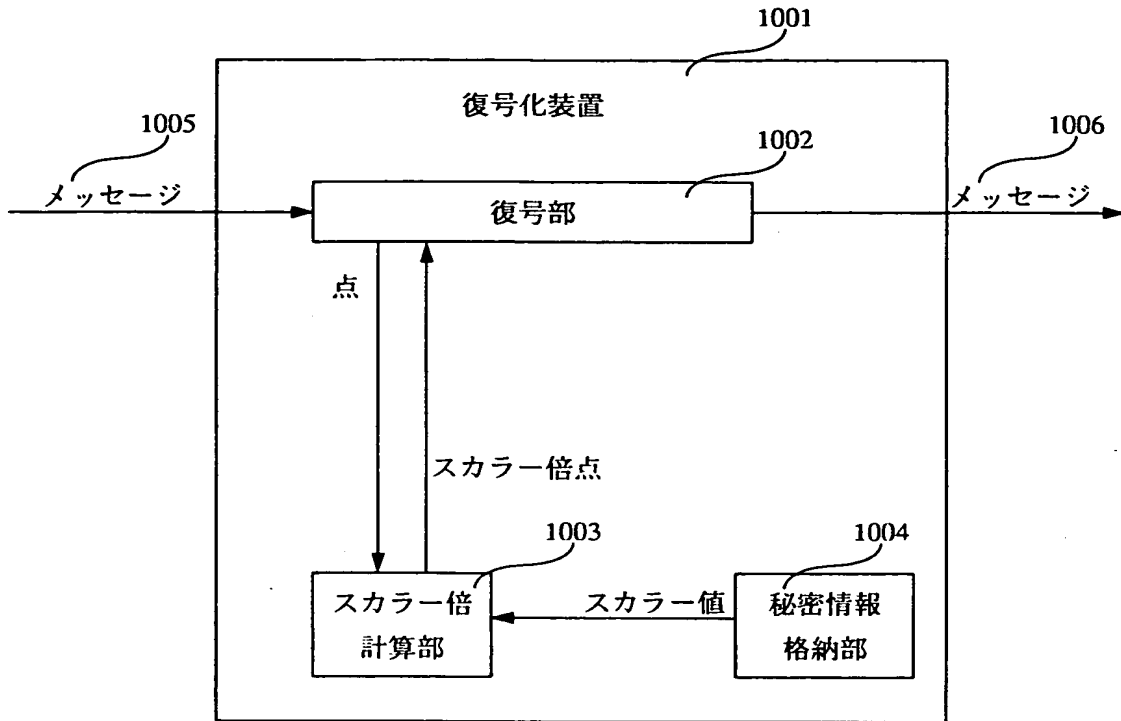 1001
復号化装置
1005
メッセージ
1002
復号部
1006
メッセージ
点
スカラー倍点
1003
スカラー倍
計算部
スカラー値
1004
秘密情報
格納部